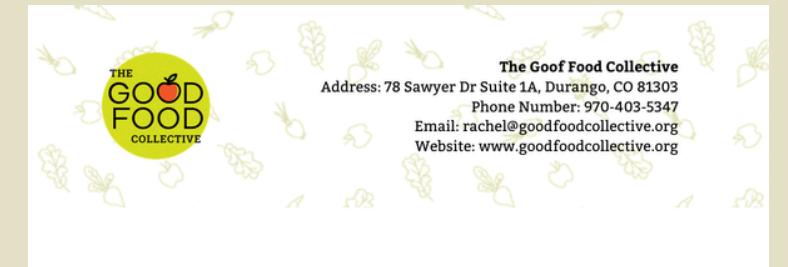 THE
GOOD
FOOD
COLLECTIVE
The Goof Food Collective
Address: 78 Sawyer Dr Suite 1A, Durango, CO 81303
Phone Number: 970-403-5347
Email: rachel@goodfoodcollective.org
Website: www.goodfoodcollective.org